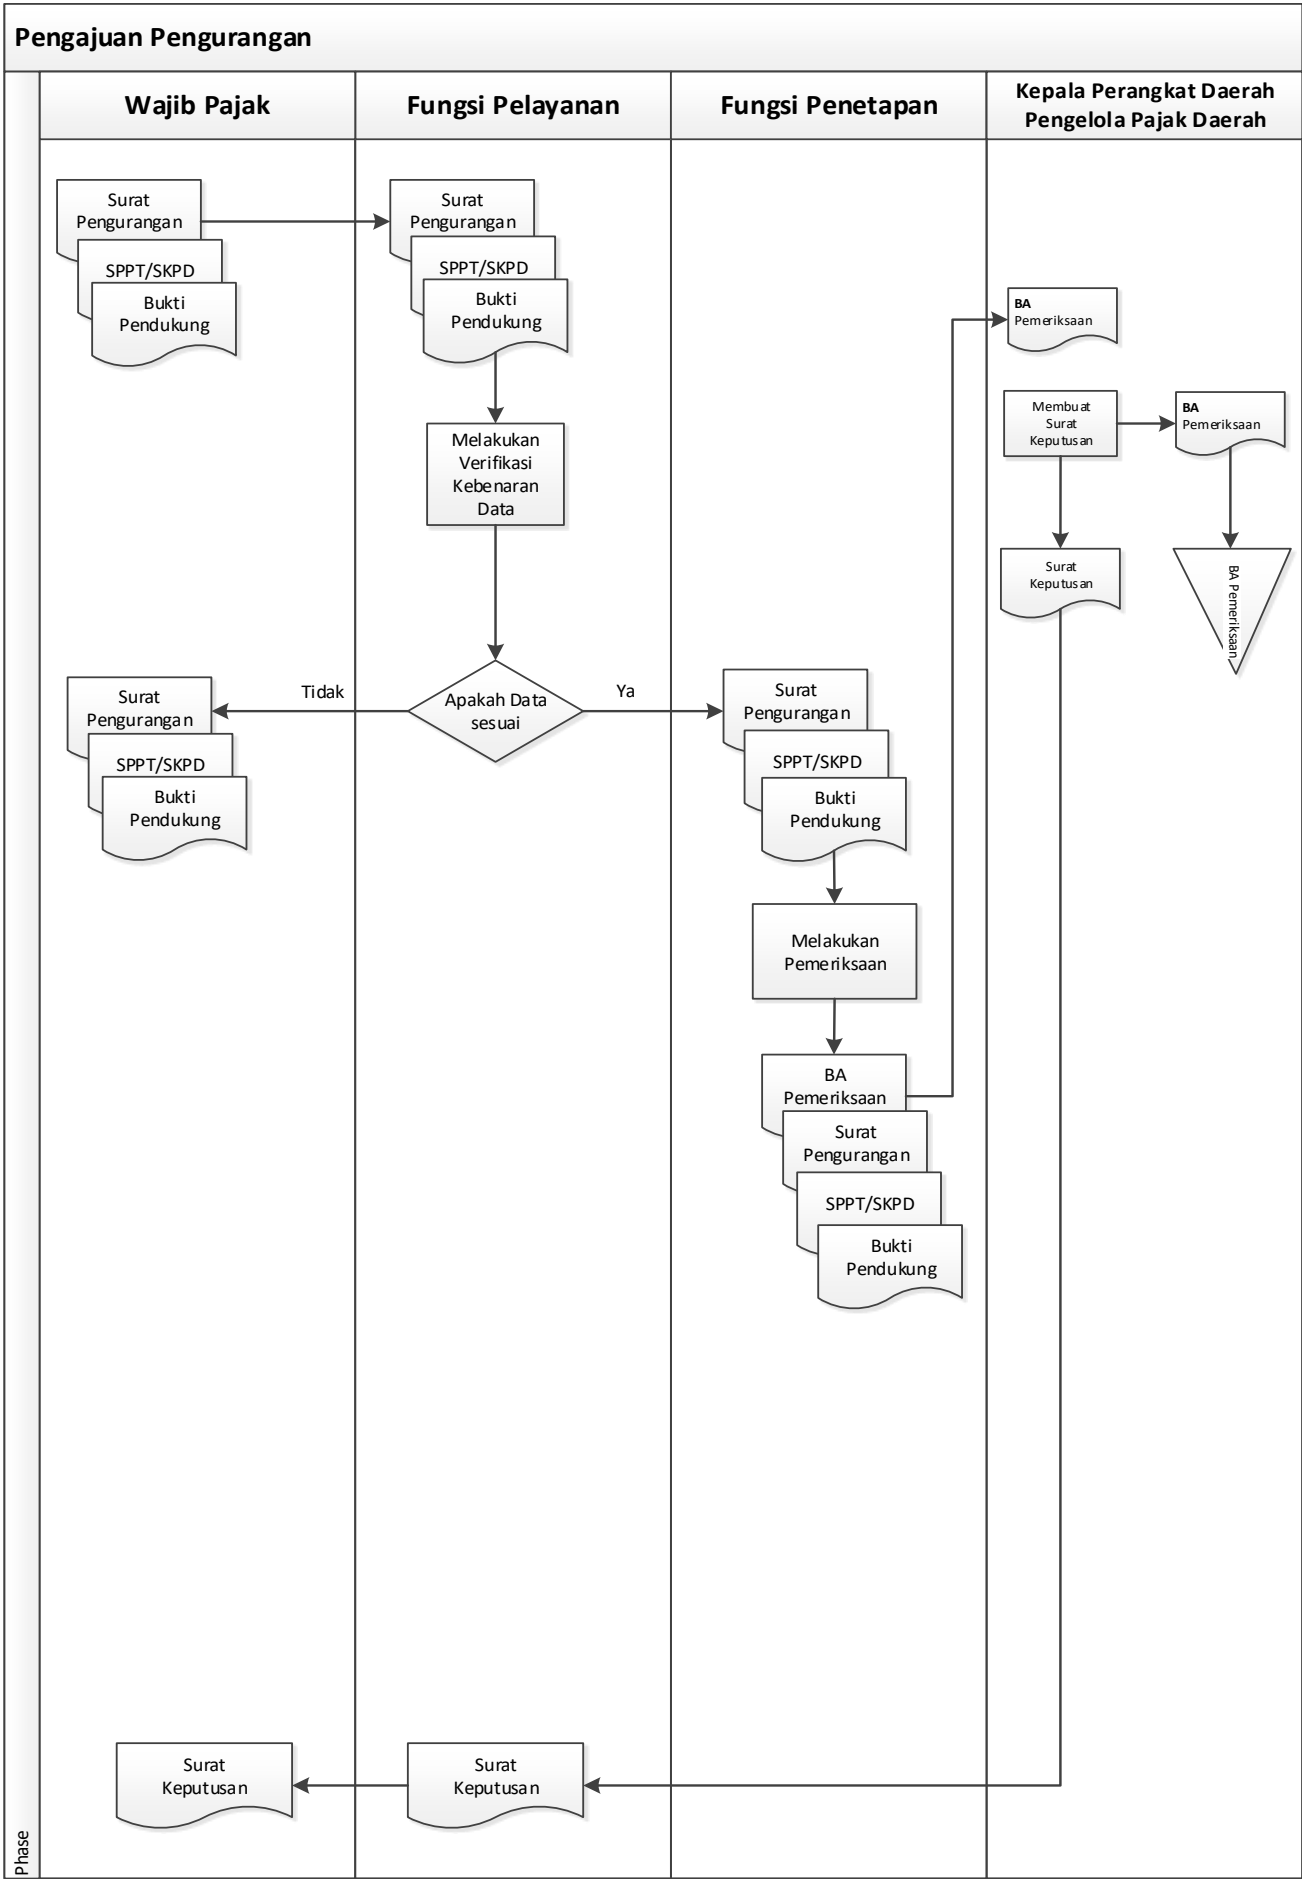 Pengajuan Pengurangan
Wajib Pajak
Fungsi Pelayanan
Fungsi Penetapan
Kepala Perangkat Daerah
Pengelola Pajak Daerah
Surat
Pengurangan
SPPT/SKPD
Bukti
Pendukung
Surat
Pengurangan
SPPT/SKPD
Bukti
Pendukung
BA
Pemeriksaan
Melakukan
Verifikasi
Kebenaran
Data
Membuat
Surat
Keputusan
BA
Pemeriksaan
Surat
Keputusan
BA Pemeriksaan
Surat
Pengurangan
SPPT/SKPD
Bukti
Pendukung
Tidak
Apakah Data
sesuai
Ya
Surat
Pengurangan
SPPT/SKPD
Bukti
Pendukung
Melakukan
Pemeriksaan
BA
Pemeriksaan
Surat
Pengurangan
SPPT/SKPD
Bukti
Pendukung
Surat
Keputusan
Surat
Keputusan
Phase